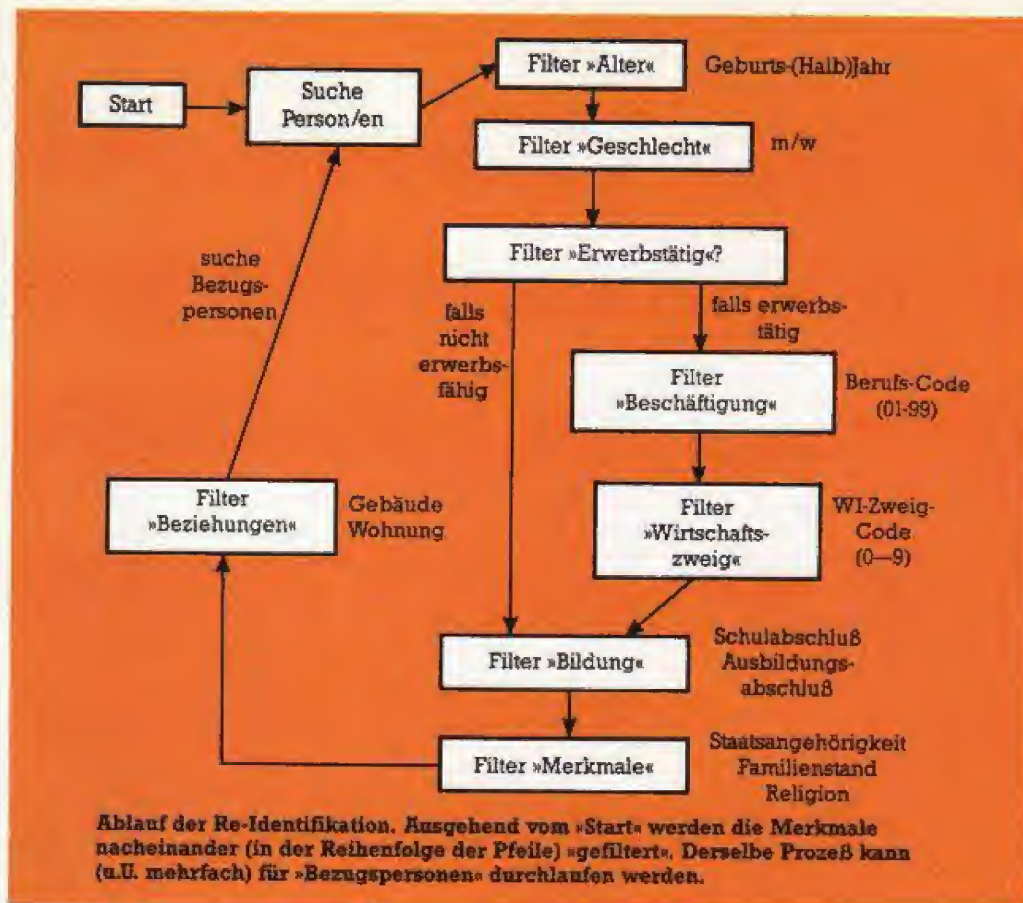 Start
Suche
Person/en
Filter »Alter«
Geburts-(Halb)Jahr
Filter »Geschlecht«
m/w
Filter »Erwerbstätig«?
suche
Bezugs-
personen
falls
nicht
erwerbs-
fähig
falls erwerbs-
tätig
Filter
»Beschäftigung«
Berufs-Code
(01-99)
Filter
»Beziehungen«
Gebäude
Wohnung
Filter
»Wirtschafts-
zweig«
WI-Zweig-
Code
(0—9)
Filter »Bildung«
Schulabschluß
Ausbildungs-
abschluß
Filter »Merkmale«
Staatsangehörigkeit
Familienstand
Religion
Ablauf der Re-Identifikation. Ausgehend vom »Start« werden die Merkmale
nacheinander (in der Reihenfolge der Pfeile) »gefiltert«. Derselbe Prozeß kann
(u.U. mehrfach) für »Bezugspersonen« durchlaufen werden.